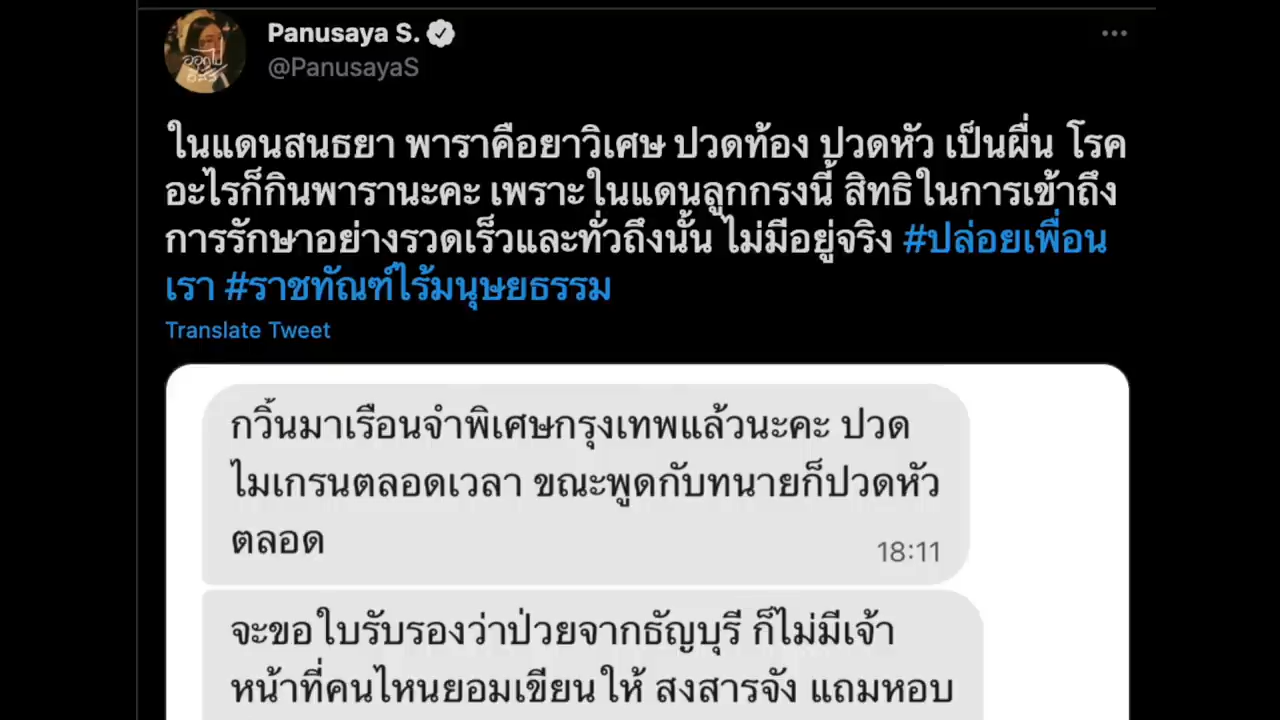 Panusaya S.
@PanusayaS
ในแดนสนธยา พาราคือยาวิเศษ ปวดท้อง ปวดหัว เป็นผื่น โรค
อะไรก็กินพารานะคะ เพราะในแดนลูกกรงนี้ สิทธิในการเข้าถึง
การรักษาอย่างรวดเร็วและทั่วถึงนั้น ไม่มีอยู่จริง #ปล่อยเพื่อน
เรา #ราชทัณฑ์ไร้มนุษยธรรม
Translate Tweet
กวิ้นมาเรือนจำพิเศษกรุงเทพแล้วนะคะ ปวด
ไมเกรนตลอดเวลา ขณะพูดกับทนายก็ปวดหัว
ตลอด
18:11
จะขอใบรับรองว่าป่วยจากธัญบุรี ก็ไม่มีเจ้า
หน้าที่คนไหนยอมเขียนให้ สงสารจัง แถมหอบ